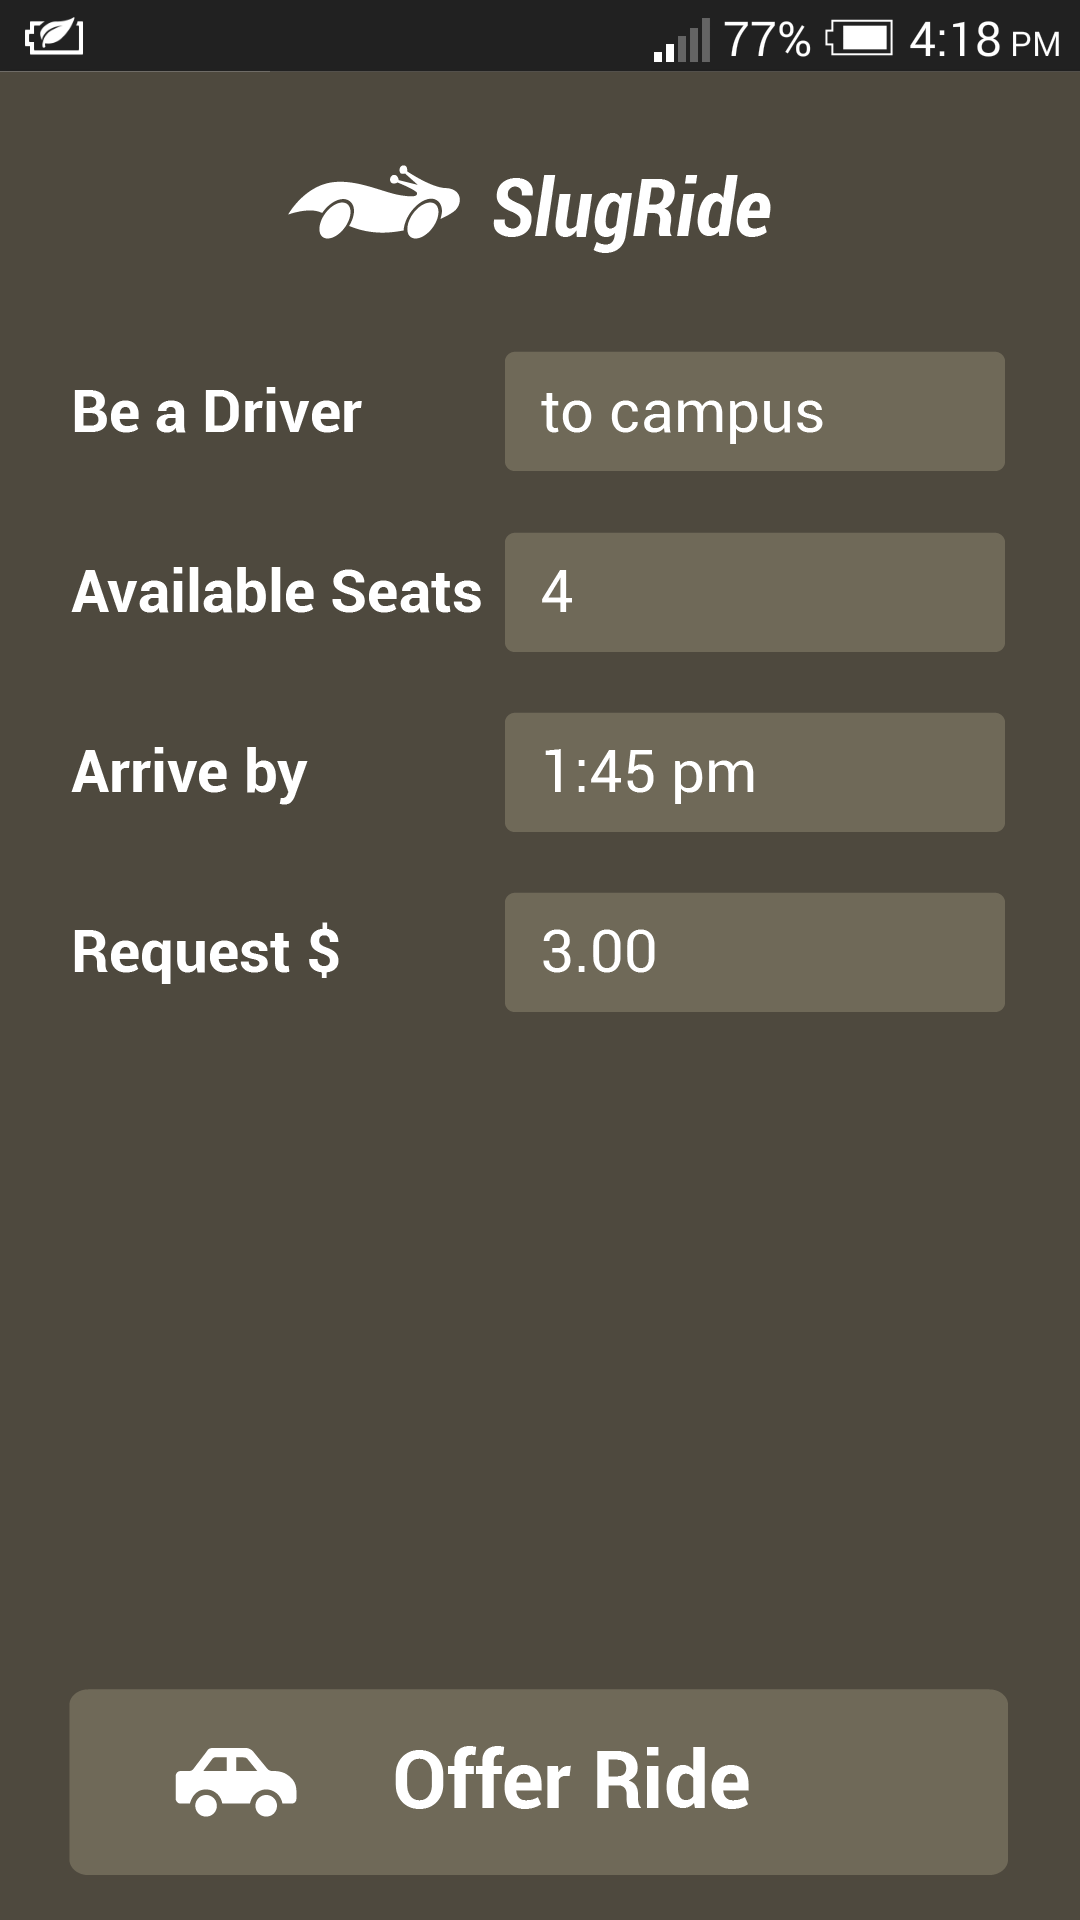 77% 4:18 PM
SlugRide
Be a Driver to campus
Available Seats 4
Arrive by 1:45 pm
Request $ 3.00
Offer Ride